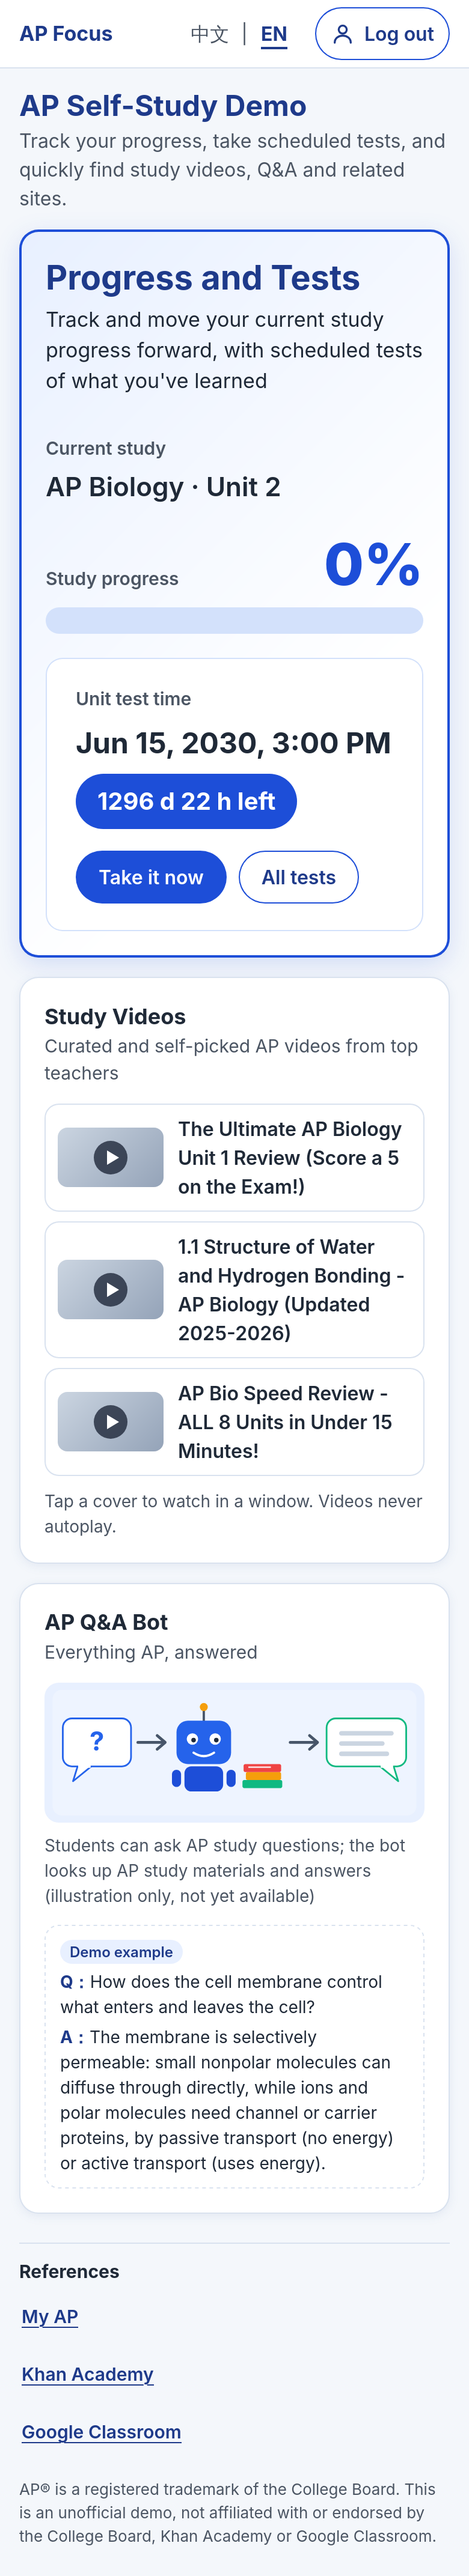 AP Focus
中文 | EN
Log out
AP Self-Study Demo
Track your progress, take scheduled tests, and
quickly find study videos, Q&A and related
sites.
Progress and Tests
Track and move your current study
progress forward, with scheduled tests
of what you've learned
Current study
AP Biology · Unit 2
Study progress
0%
Unit test time
Jun 15, 2030, 3:00 PM
1296 d 22 h left
Take it now
All tests
Study Videos
Curated and self-picked AP videos from top
teachers
The Ultimate AP Biology
Unit 1 Review (Score a 5
on the Exam!)
1.1 Structure of Water
and Hydrogen Bonding -
AP Biology (Updated
2025-2026)
AP Bio Speed Review -
ALL 8 Units in Under 15
Minutes!
Tap a cover to watch in a window. Videos never
autoplay.
AP Q&A Bot
Everything AP, answered
?
Students can ask AP study questions; the bot
looks up AP study materials and answers
(illustration only, not yet available)
Demo example
Q：How does the cell membrane control
what enters and leaves the cell?
A：The membrane is selectively
permeable: small nonpolar molecules can
diffuse through directly, while ions and
polar molecules need channel or carrier
proteins, by passive transport (no energy)
or active transport (uses energy).
References
My AP
Khan Academy
Google Classroom
AP® is a registered trademark of the College Board. This
is an unofficial demo, not affiliated with or endorsed by
the College Board, Khan Academy or Google Classroom.